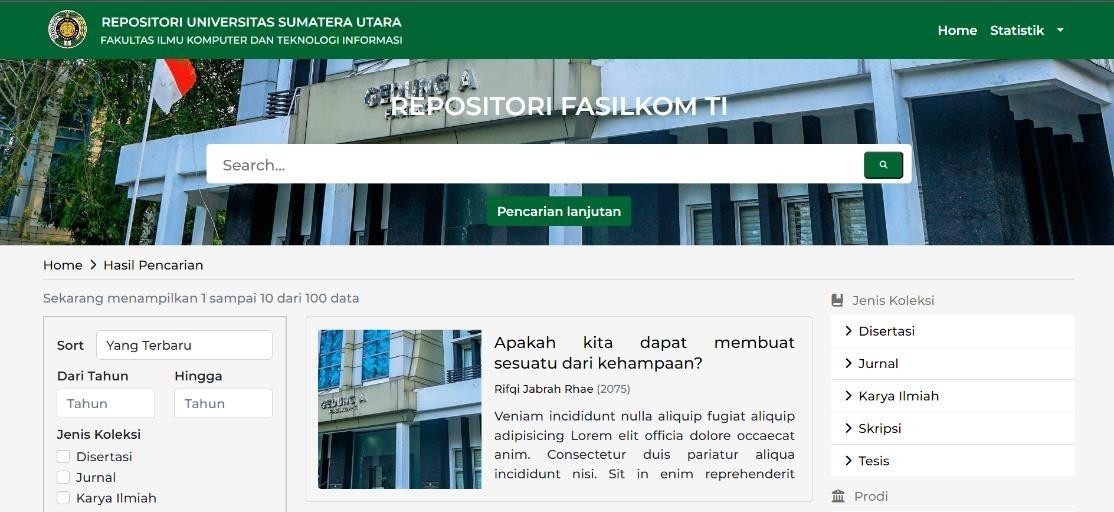 REPOSITORI UNIVERSITAS SUMATERA UTARA
FAKULTAS ILMU KOMPUTER DAN TEKNOLOGI INFORMASI
Home Statistik
GEDUNG A
REPOSITORI FASILKOM TI
Search...
Pencarian lanjutan
Home > Hasil Pencarian
Sekarang menampilkan 1 sampai 10 dari 100 data
Sort Yang Terbaru
Dari Tahun Hingga
Tahun Tahun
Jenis Koleksi
Disertasi
Jurnal
Karya Ilmiah
GEDUNG A
Apakah kita dapat membuat
sesuatu dari kehampaan?
Rifqi Jabrah Rhae (2075)
Veniam incididunt nulla aliquip fugiat aliquip
adipisicing Lorem elit officia dolore occaecat
anim. Consectetur duis pariatur aliqua
incididunt nisi. Sit in enim reprehenderit
Jenis Koleksi
Disertasi
Jurnal
Karya Ilmiah
Skripsi
Tesis
Prodi